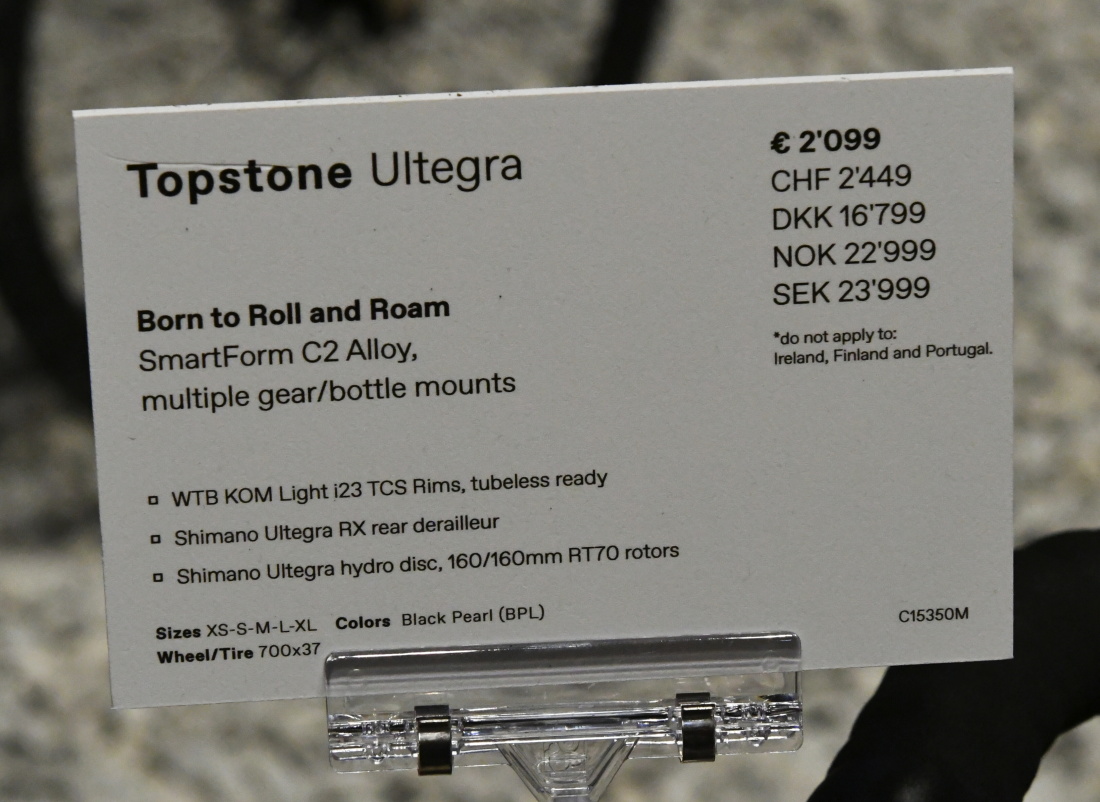 Topstone Ultegra
€ 2'099
CHF 2'449
DKK 16'799
NOK 22'999
SEK 23'999
*do not apply to:
Ireland, Finland and Portugal.
Born to Roll and Roam
SmartForm C2 Alloy,
multiple gear/bottle mounts
WTB KOM Light i23 TCS Rims, tubeless ready
Shimano Ultegra RX rear derailleur
Shimano Ultegra hydro disc, 160/160mm RT70 rotors
Sizes XS-S-M-L-XL Colors Black Pearl (BPL)
Wheel/Tire 700x37
C15350M